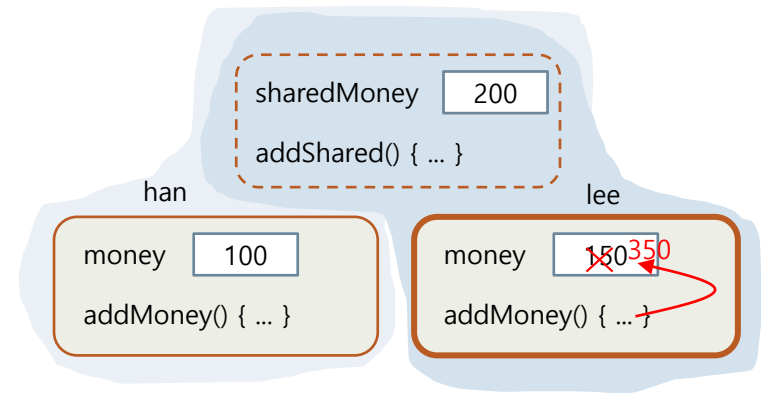 sharedMoney 200
addShared() { ... }
han
lee
money 100
money 150 350
addMoney() { ... }
addMoney() { ... }